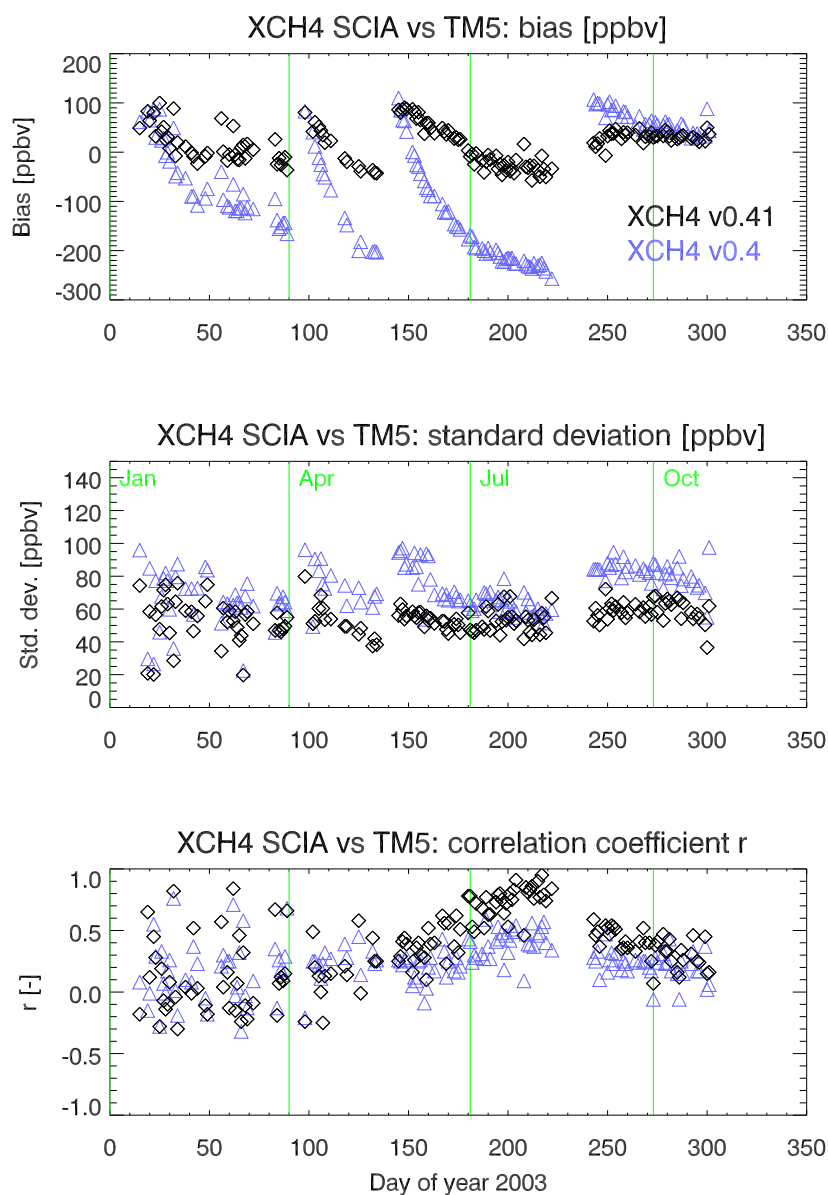 XCH4 SCIA vs TM5: bias [ppbv]
200
100
0
-100
-200
-300
Bias [ppbv]
XCH4 v0.41
XCH4 v0.4
0 50 100 150 200 250 300 350
XCH4 SCIA vs TM5: standard deviation [ppbv]
140
120
100
80
60
40
20
0
Std. dev. [ppbv]
Jan Apr Jul Oct
0 50 100 150 200 250 300 350
XCH4 SCIA vs TM5: correlation coefficient r
1.0
0.5
0.0
-0.5
-1.0
r [-]
0 50 100 150 200 250 300 350
Day of year 2003